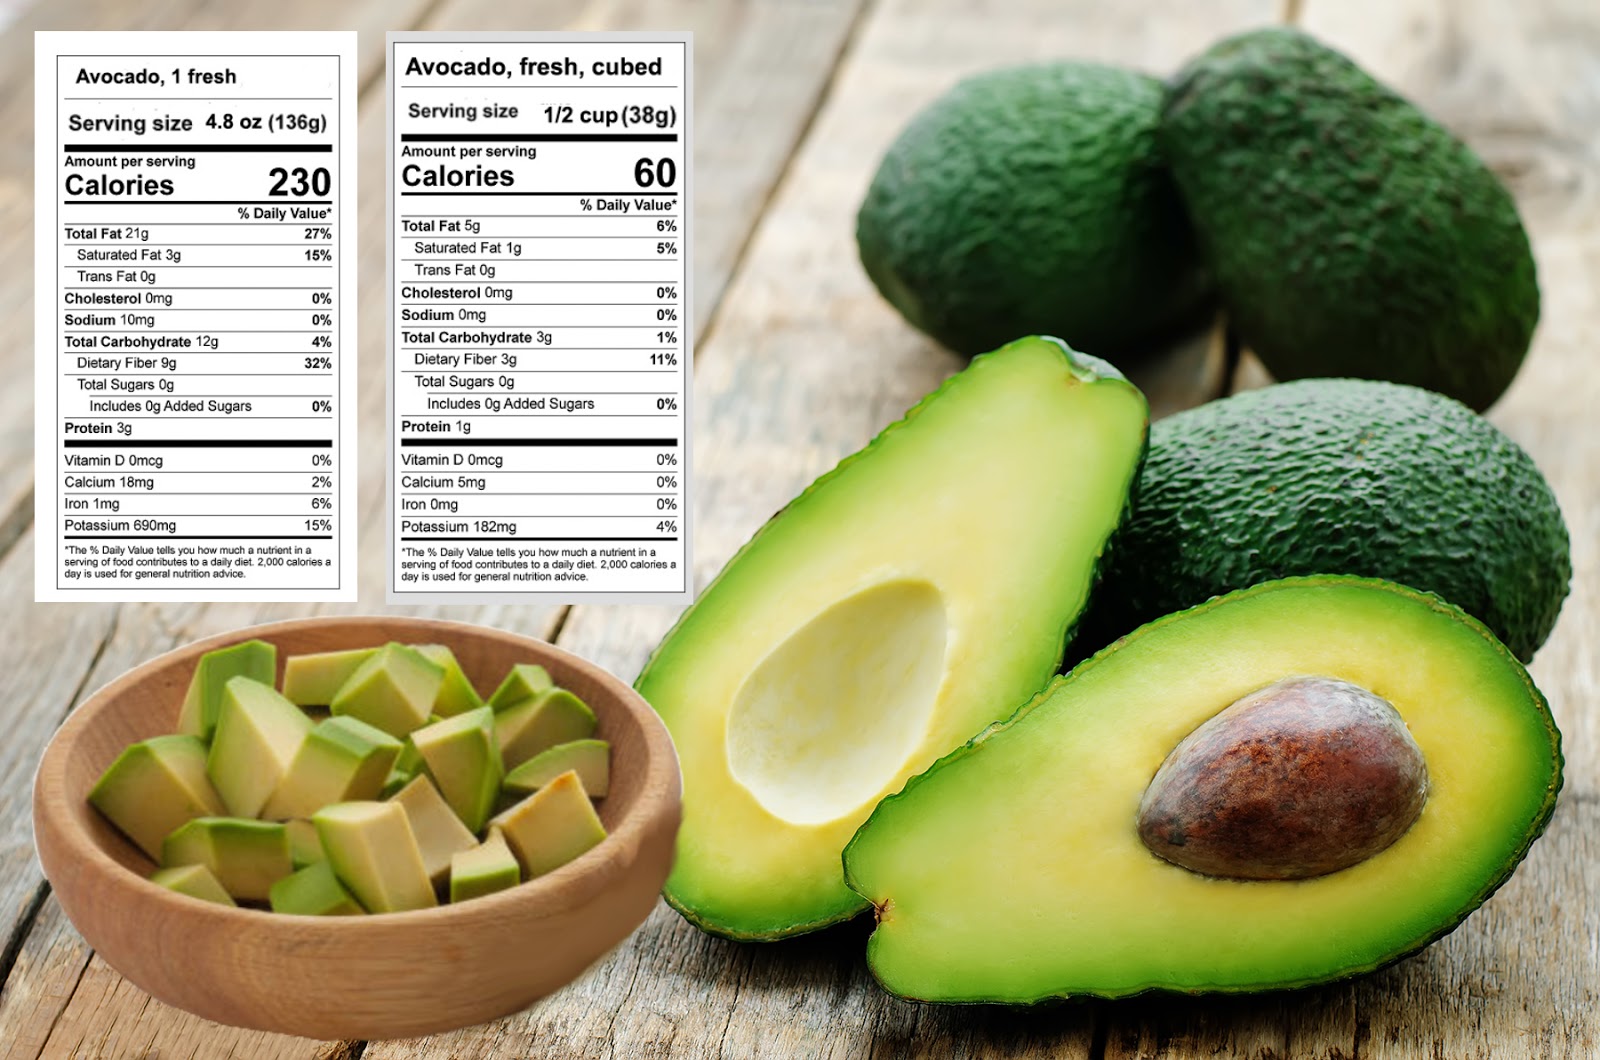 Avocado, 1 fresh
Serving size 4.8 oz (136g)
Amount per serving
Calories 230
% Daily Value*
Total Fat 21g 27%
Saturated Fat 3g 15%
Trans Fat 0g
Cholesterol 0mg 0%
Sodium 10mg 0%
Total Carbohydrate 12g 4%
Dietary Fiber 9g 32%
Total Sugars 0g
Includes 0g Added Sugars 0%
Protein 3g
Vitamin D 0mcg 0%
Calcium 18mg 2%
Iron 1mg 6%
Potassium 690mg 15%
*The % Daily Value tells you how much a nutrient in a
serving of food contributes to a daily diet. 2,000 calories a
day is used for general nutrition advice.
Avocado, fresh, cubed
Serving size 1/2 cup (38g)
Amount per serving
Calories 60
% Daily Value*
Total Fat 5g 6%
Saturated Fat 1g 5%
Trans Fat 0g
Cholesterol 0mg 0%
Sodium 0mg 0%
Total Carbohydrate 3g 1%
Dietary Fiber 3g 11%
Total Sugars 0g
Includes 0g Added Sugars 0%
Protein 1g
Vitamin D 0mcg 0%
Calcium 5mg 0%
Iron 0mg 0%
Potassium 182mg 4%
*The % Daily Value tells you how much a nutrient in a
serving of food contributes to a daily diet. 2,000 calories a
day is used for general nutrition advice.